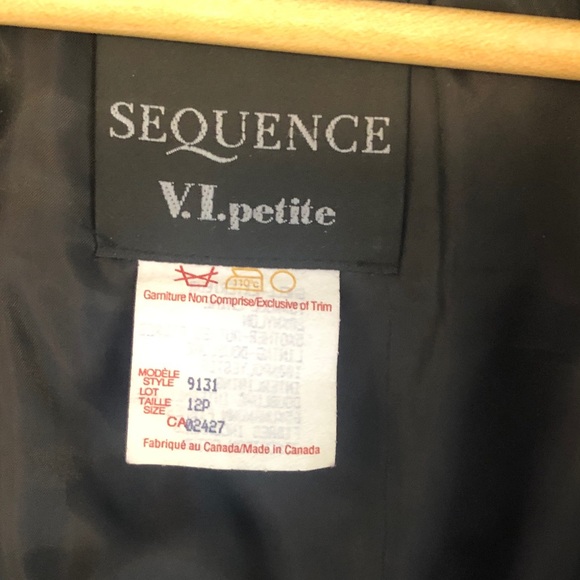 SEQUENCE
V.I.petite
110°C
Garniture Non Comprise/Exclusive of Trim
MODÈLE
STYLE 9131
LOT
TAILLE 12P
SIZE
CA02427
Fabriqué au Canada/Made in Canada